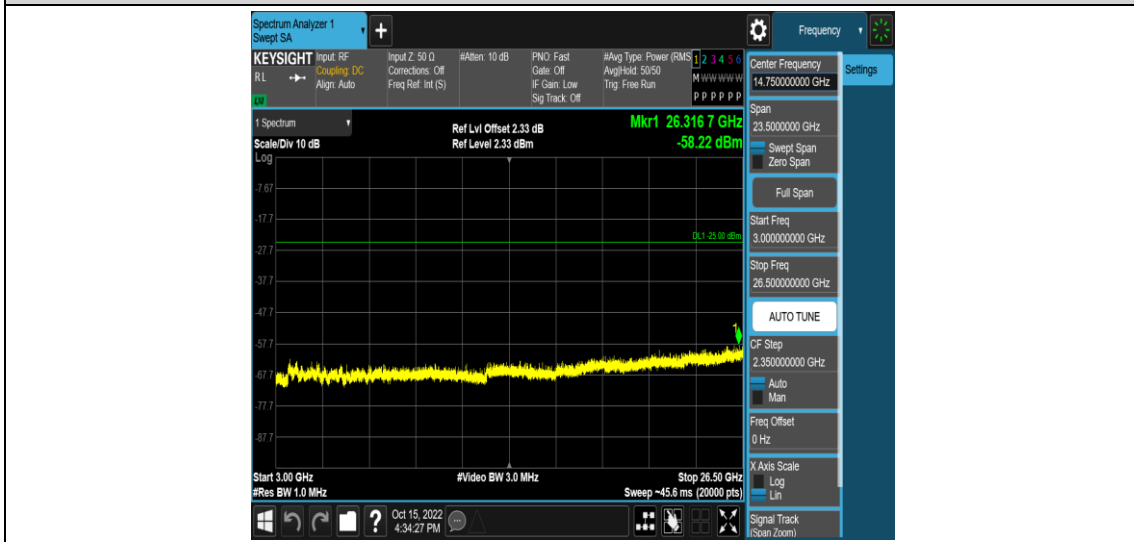 Spectrum Analyzer 1
Swept SA
+
Frequency
KEYSIGHT
RL
LXI
Input: RF
Coupling: DC
Align: Auto
Input Z: 50 Ω
Corrections: Off
Freq Ref: Int (S)
#Atten: 10 dB
PNO: Fast
Gate: Off
IF Gain: Low
Sig Track: Off
#Avg Type: Power (RMS
Avg|Hold: 50/50
Trig: Free Run
1 2 3 4 5 6
M W W W W W
P P P P P P
1 Spectrum
Scale/Div 10 dB
Log
Ref Lvl Offset 2.33 dB
Ref Level 2.33 dBm
Mkr1 26.316 7 GHz
-58.22 dBm
-7.67
-17.7
DL1 -25.00 dBm
-27.7
-37.7
-47.7
1
-57.7
-67.7
-77.7
-87.7
Start 3.00 GHz
#Res BW 1.0 MHz
#Video BW 3.0 MHz
Stop 26.50 GHz
Sweep ~45.6 ms (20000 pts)
Center Frequency
14.750000000 GHz
Settings
Span
23.5000000 GHz
Swept Span
Zero Span
Full Span
Start Freq
3.000000000 GHz
Stop Freq
26.500000000 GHz
AUTO TUNE
CF Step
2.350000000 GHz
Auto
Man
Freq Offset
0 Hz
X Axis Scale
Log
Lin
Signal Track
(Span Zoom)
?
Oct 15, 2022
4:34:27 PM